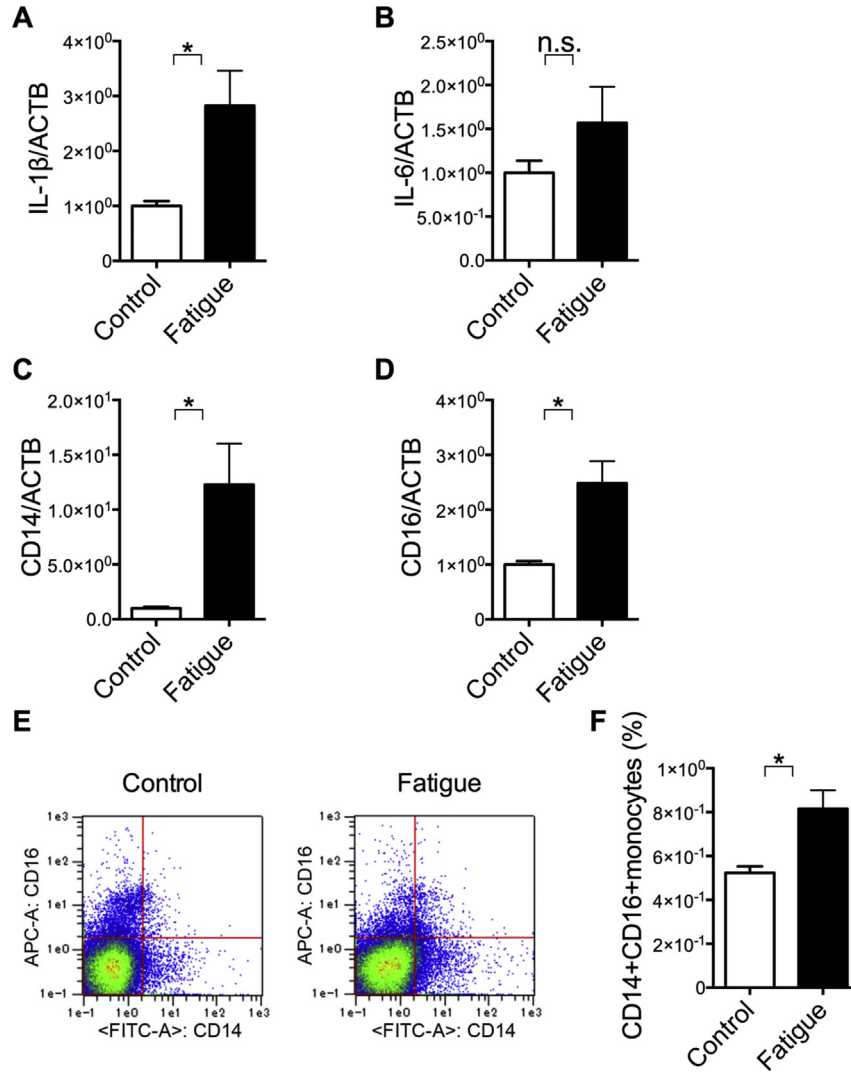 A
IL-1β/ACTB
4×10⁰
3×10⁰
2×10⁰
1×10⁰
0
*
Control
Fatigue
B
IL-6/ACTB
2.5×10⁰
2.0×10⁰
1.5×10⁰
1.0×10⁰
5.0×10⁻¹
0.0
n.s.
Control
Fatigue
C
CD14/ACTB
2.0×10¹
1.5×10¹
1.0×10¹
5.0×10⁰
0.0
*
Control
Fatigue
D
CD16/ACTB
4×10⁰
3×10⁰
2×10⁰
1×10⁰
0
*
Control
Fatigue
E
Control
APC-A: CD16
1e3
1e2
1e1
1e0
1e-1
1e-1 1e0 1e1 1e2 1e3
<FITC-A>: CD14
Fatigue
APC-A: CD16
1e3
1e2
1e1
1e0
1e-1
1e-1 1e0 1e1 1e2 1e3
<FITC-A>: CD14
F
CD14+CD16+monocytes (%)
1×10⁰
8×10⁻¹
6×10⁻¹
4×10⁻¹
2×10⁻¹
0
*
Control
Fatigue